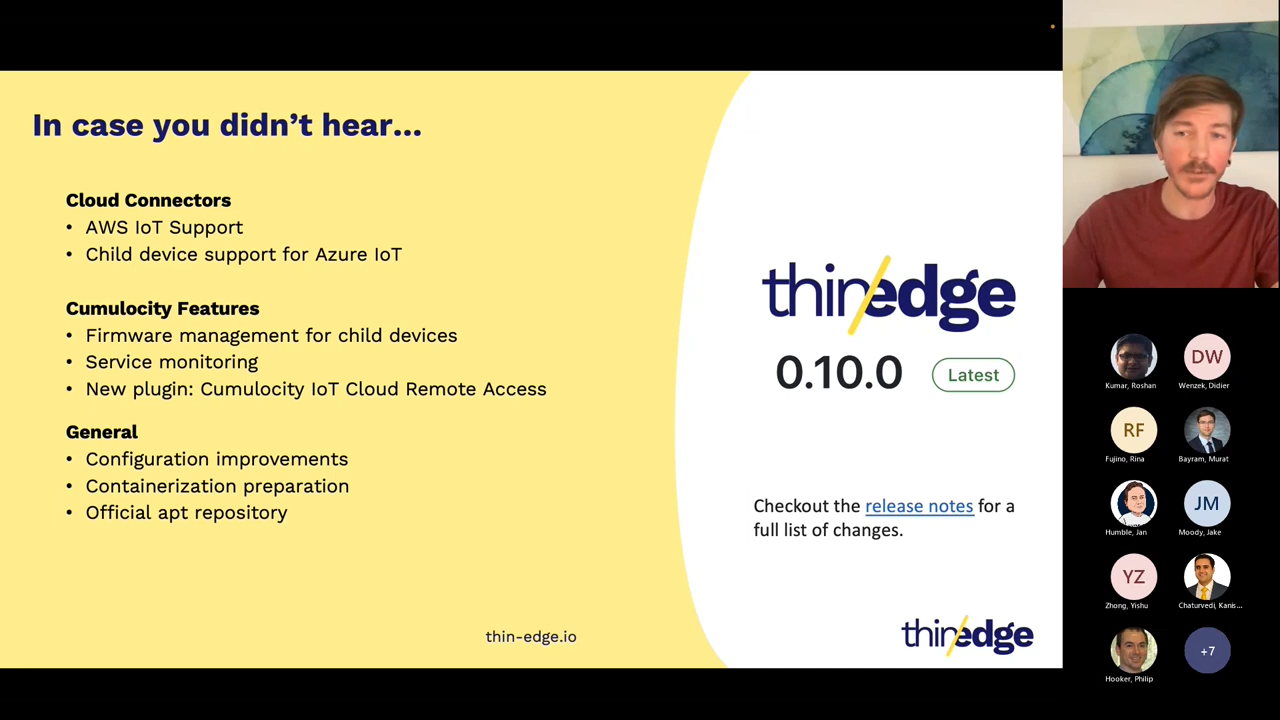 In case you didn't hear...
Cloud Connectors
• AWS IoT Support
• Child device support for Azure IoT
Cumulocity Features
• Firmware management for child devices
• Service monitoring
• New plugin: Cumulocity IoT Cloud Remote Access
General
• Configuration improvements
• Containerization preparation
• Official apt repository
thin-edge.io
thinedge
0.10.0 Latest
Checkout the release notes for a
full list of changes.
thinedge
DW
Kumar, Roshan
Wenzek, Didier
RF
Fujino, Rina
Bayram, Murat
JM
Humble, Jan
Moody, Jake
YZ
Zhong, Yishu
Chaturvedi, Kanis...
+7
Hooker, Philip